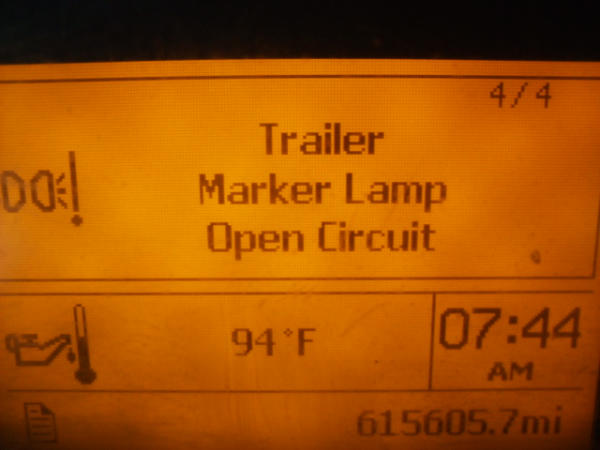 4/4
Trailer
Marker Lamp
Open Circuit
94°F
07:44
AM
615605.7mi